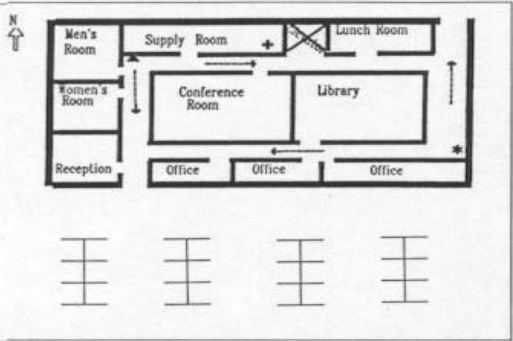 N
Men's
Room
Supply Room
Lunch Room
Women's
Room
Conference
Room
Library
Reception
Office
Office
Office